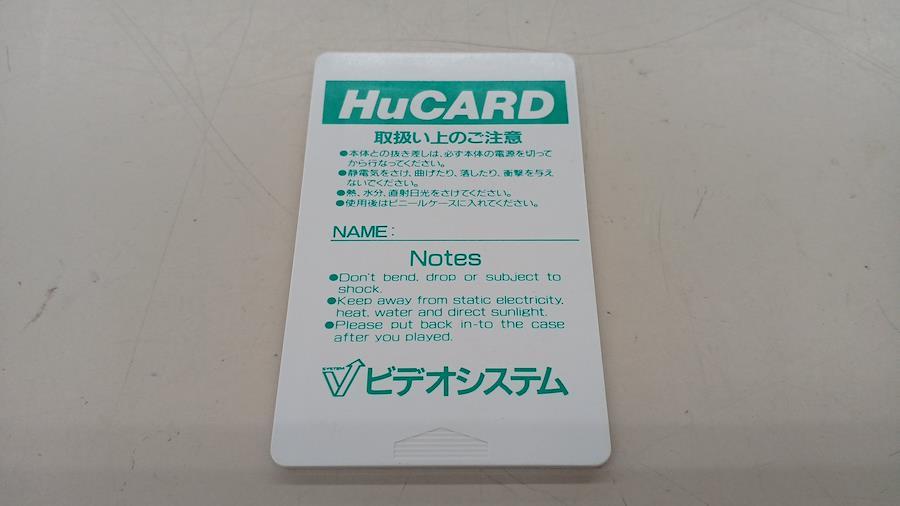 HuCARD
取扱い上のご注意
●本体との抜き差しは、必ず本体の電源を切って
から行なってください。
●静電気をさけ、曲げたり、落したり、衝撃を与え
ないでください。
●熱、水分、直射日光をさけてください。
●使用後はビニールケースに入れてください。
NAME:
Notes
●Don't bend, drop or subject to
shock.
●Keep away from static electricity,
heat, water and direct sunlight.
●Please put back in-to the case
after you played.
SYSTEM
V ビデオシステム